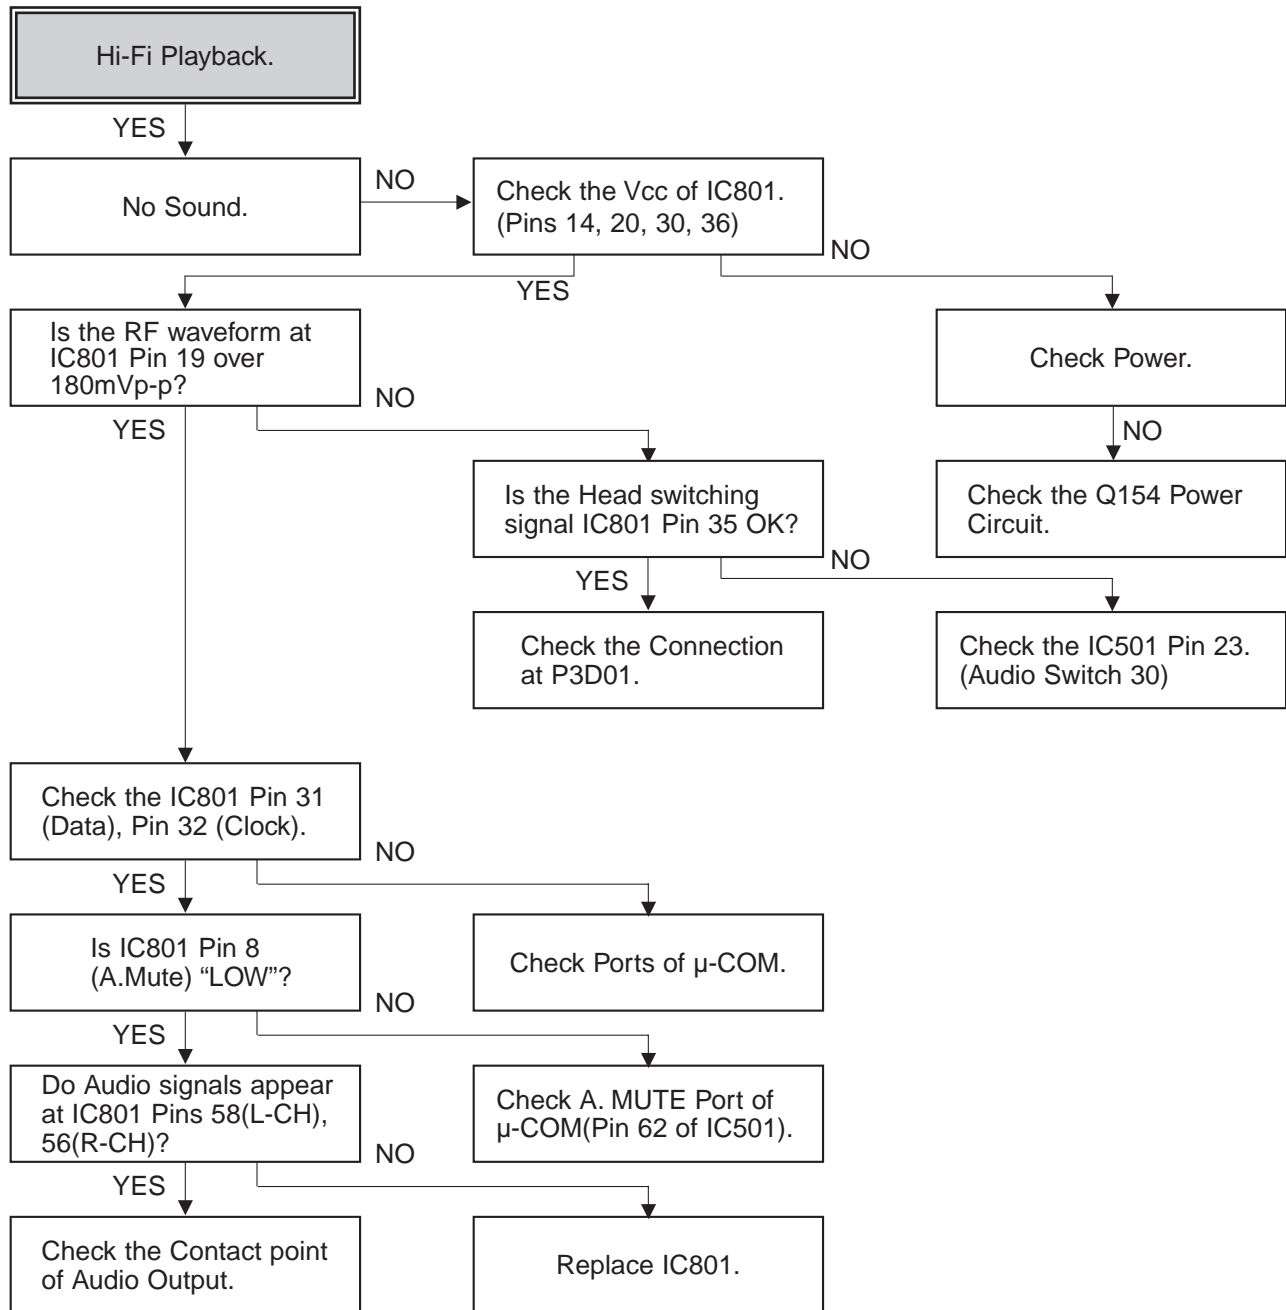 Hi-Fi Playback.
YES
No Sound.
NO
Check the Vcc of IC801.
(Pins 14, 20, 30, 36)
NO
YES
Is the RF waveform at
IC801 Pin 19 over
180mVp-p?
Check Power.
NO
YES
NO
Is the Head switching
signal IC801 Pin 35 OK?
Check the Q154 Power
Circuit.
NO
YES
Check the Connection
at P3D01.
Check the IC501 Pin 23.
(Audio Switch 30)
Check the IC801 Pin 31
(Data), Pin 32 (Clock).
NO
YES
Is IC801 Pin 8
(A.Mute) “LOW”?
Check Ports of µ-COM.
NO
YES
Do Audio signals appear
at IC801 Pins 58(L-CH),
56(R-CH)?
Check A. MUTE Port of
µ-COM(Pin 62 of IC501).
NO
YES
Check the Contact point
of Audio Output.
Replace IC801.